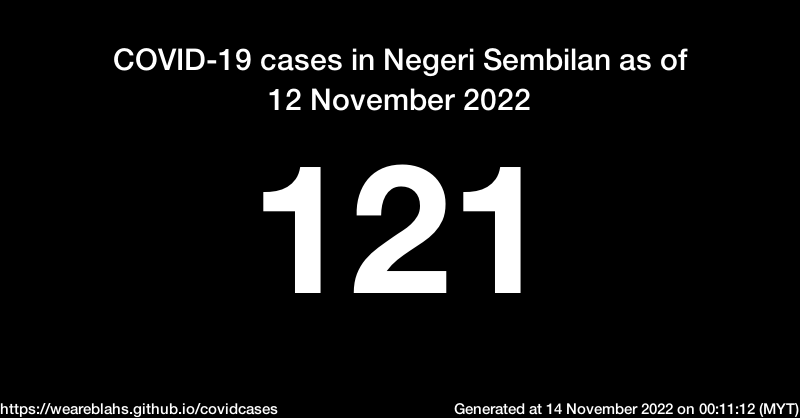 COVID-19 cases in Negeri Sembilan as of
12 November 2022
121
https://weareblahs.github.io/covidcases
Generated at 14 November 2022 on 00:11:12 (MYT)